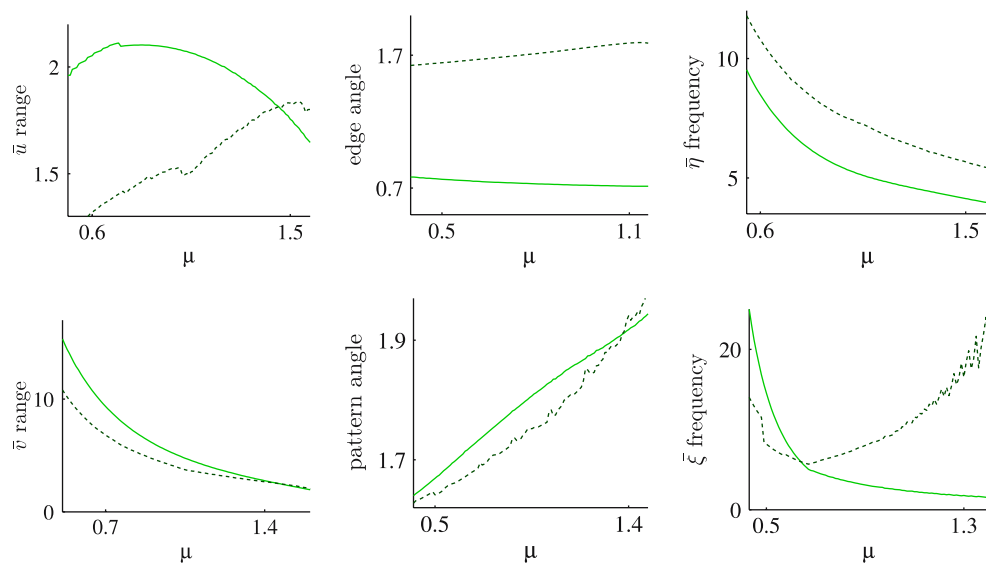 ū range
2
1.5
0.6
1.5
μ
edge angle
1.7
0.7
0.5
1.1
μ
η̄ frequency
10
5
0.6
1.5
μ
v̄ range
10
0
0.7
1.4
μ
pattern angle
1.9
1.7
0.5
1.4
μ
ξ̄ frequency
20
0
0.5
1.3
μ